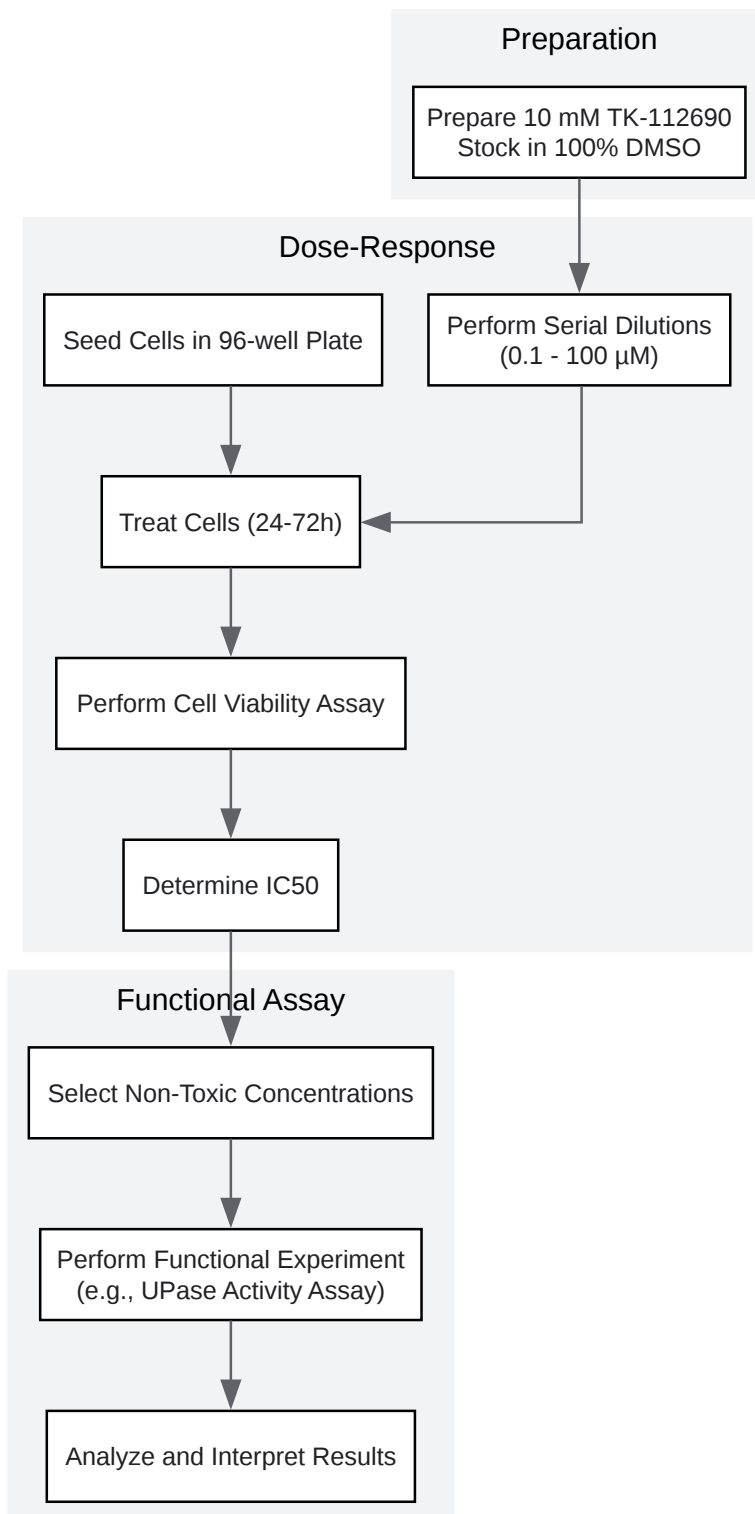 Preparation
Prepare 10 mM TK-112690
Stock in 100% DMSO
Dose-Response
Seed Cells in 96-well Plate
Perform Serial Dilutions
(0.1 - 100 µM)
Treat Cells (24-72h)
Perform Cell Viability Assay
Determine IC50
Functional Assay
Select Non-Toxic Concentrations
Perform Functional Experiment
(e.g., UPase Activity Assay)
Analyze and Interpret Results